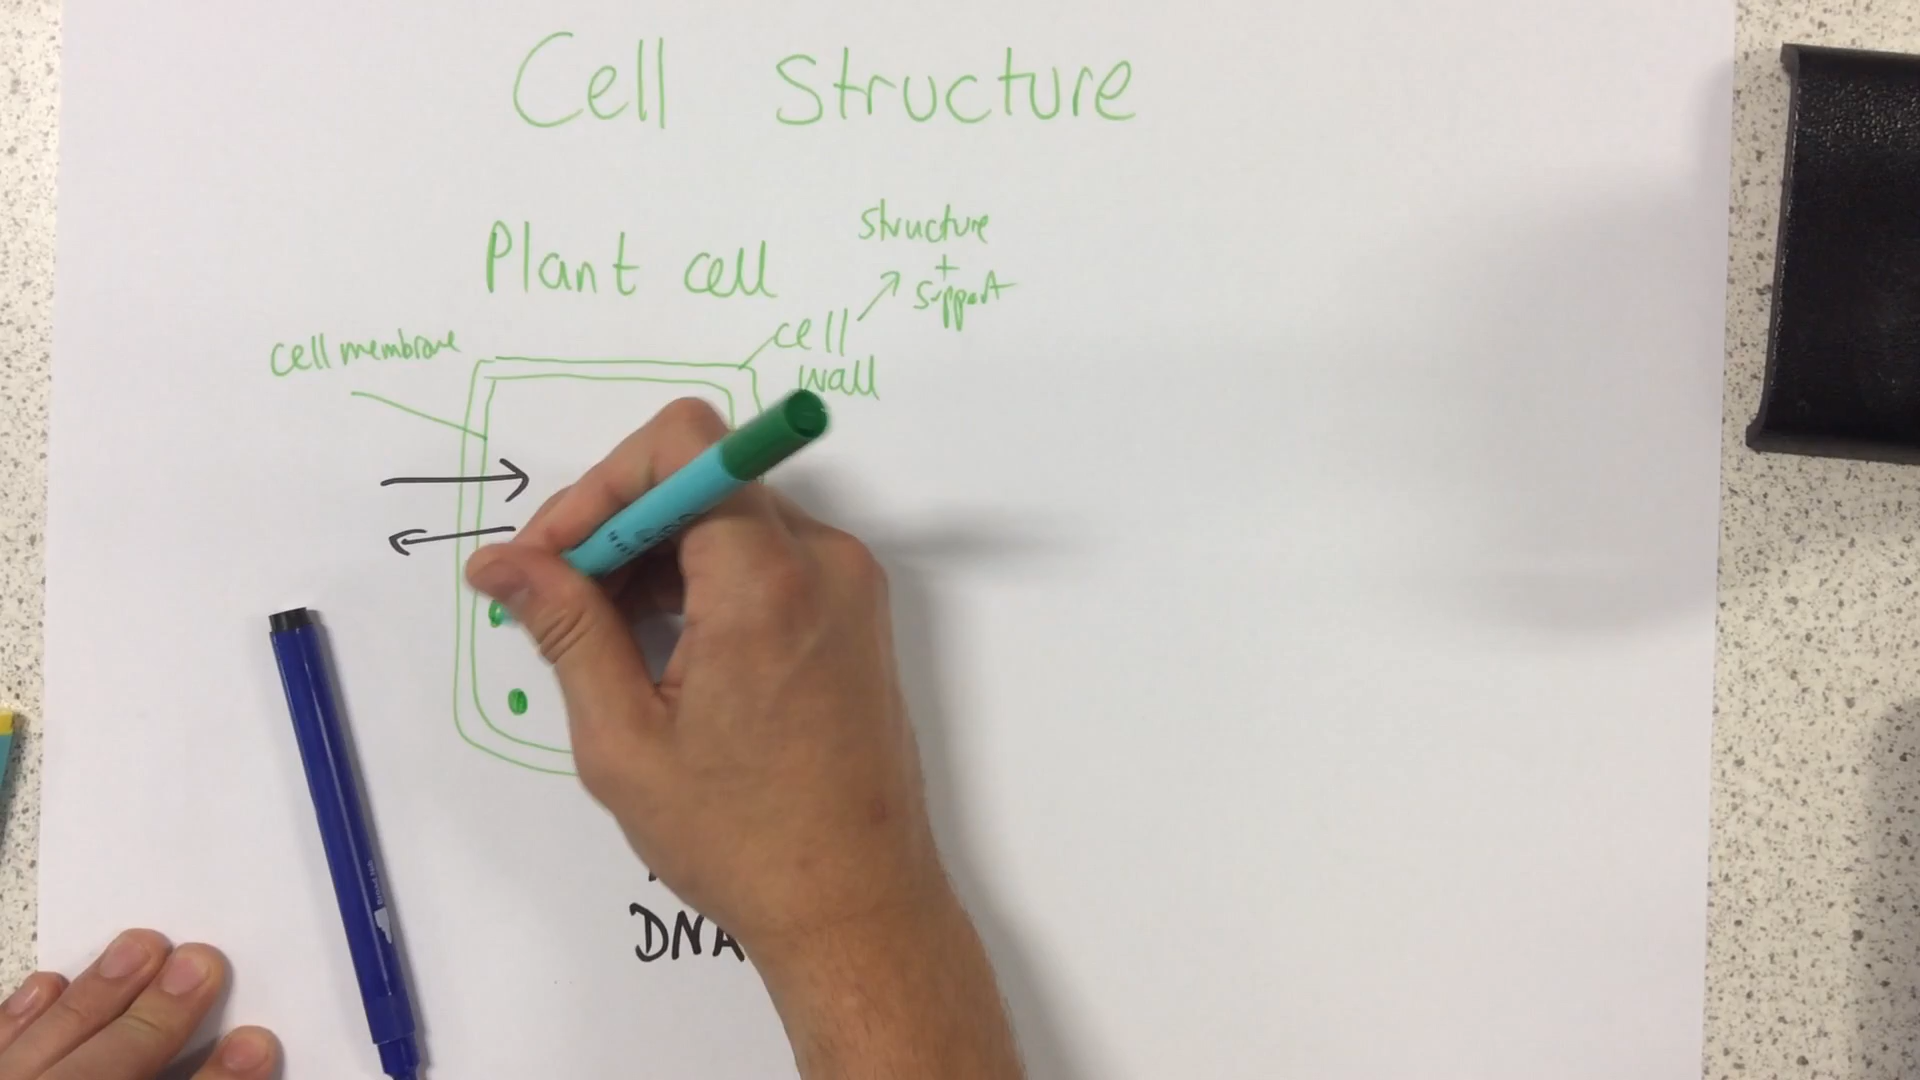 Cell Structure
Plant cell
structure
+
support
cell membrane
cell
wall
DNA